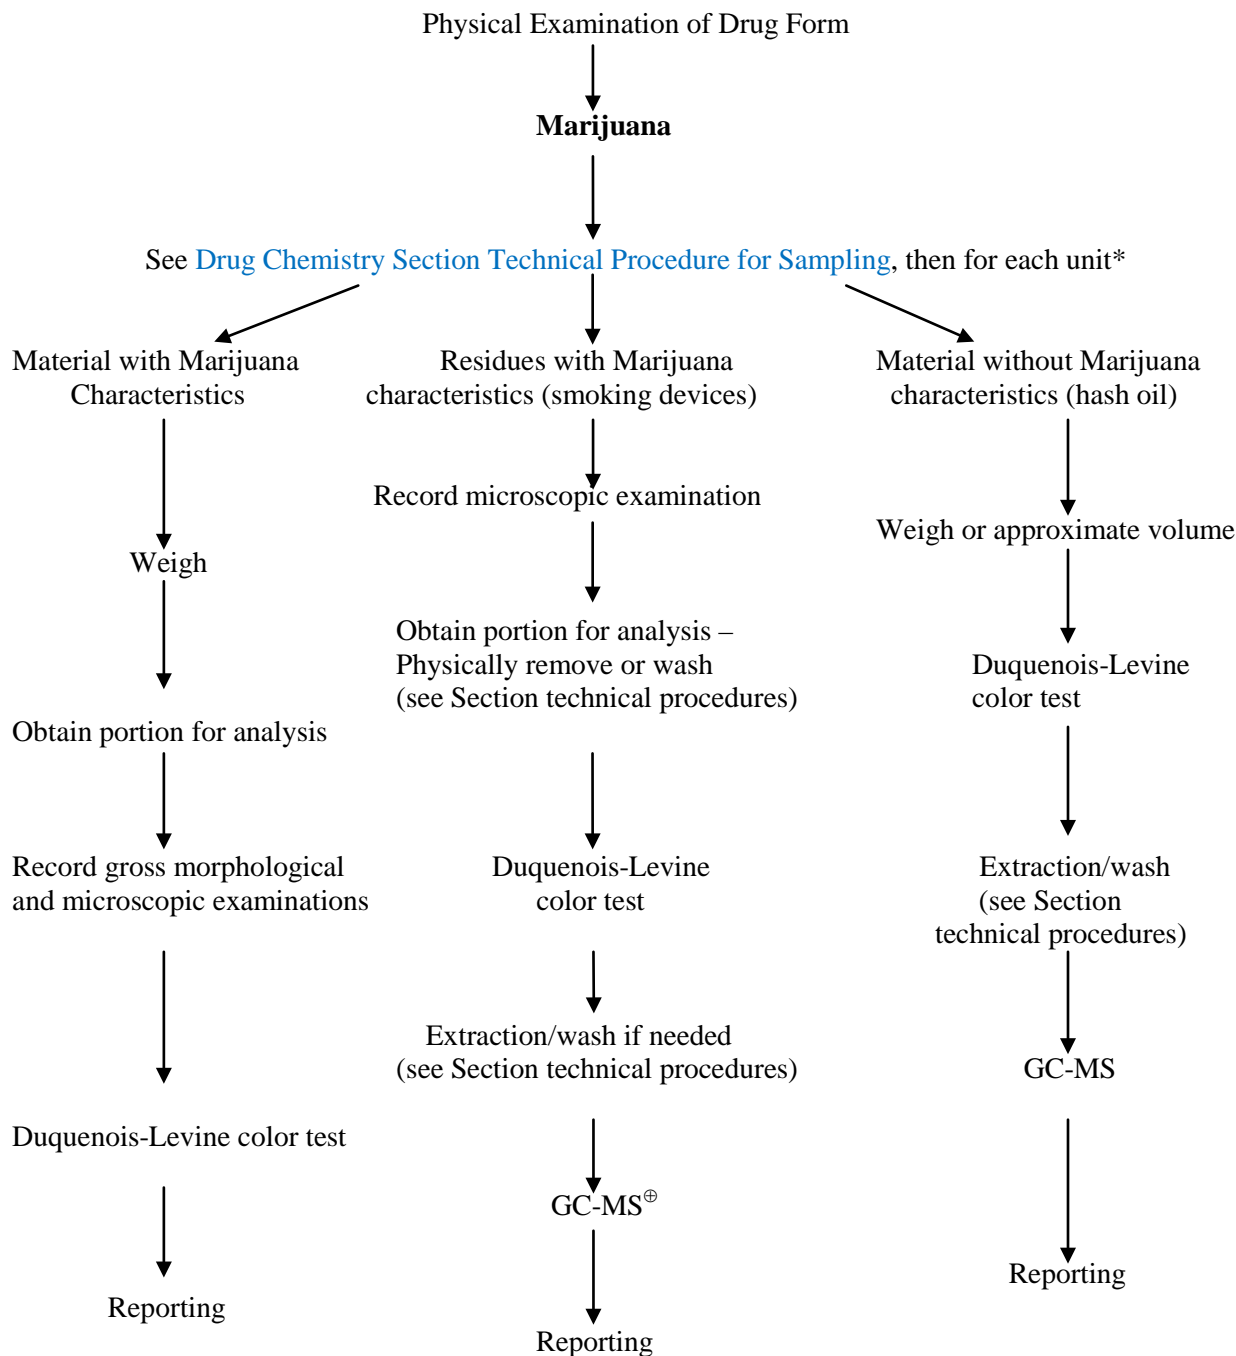 Physical Examination of Drug Form
Marijuana
See Drug Chemistry Section Technical Procedure for Sampling, then for each unit*
Material with Marijuana
Characteristics
Weigh
Obtain portion for analysis
Record gross morphological
and microscopic examinations
Duquenois-Levine color test
Reporting
Residues with Marijuana
characteristics (smoking devices)
Record microscopic examination
Obtain portion for analysis –
Physically remove or wash
(see Section technical procedures)
Duquenois-Levine
color test
Extraction/wash if needed
(see Section technical procedures)
GC-MS⊕
Reporting
Material without Marijuana
characteristics (hash oil)
Weigh or approximate volume
Duquenois-Levine
color test
Extraction/wash
(see Section
technical procedures)
GC-MS
Reporting